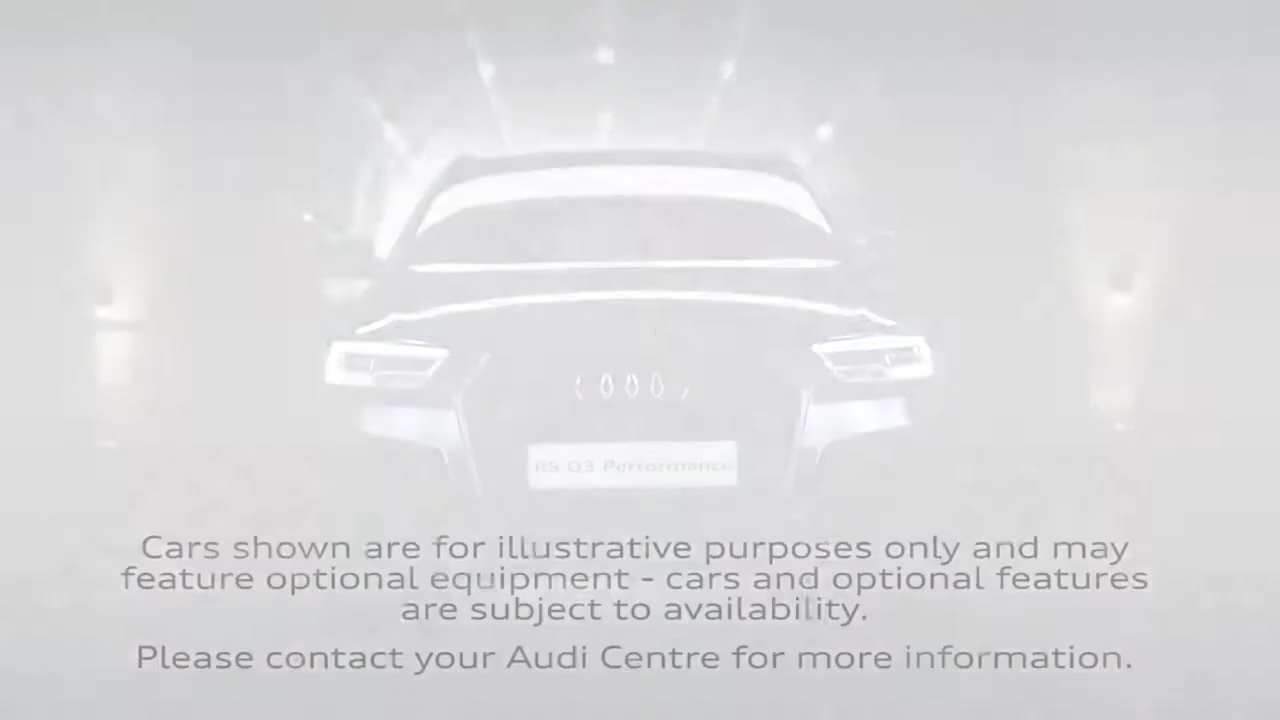 RS Q3 Performance
Cars shown are for illustrative purposes only and may
feature optional equipment - cars and optional features
are subject to availability.
Please contact your Audi Centre for more information.